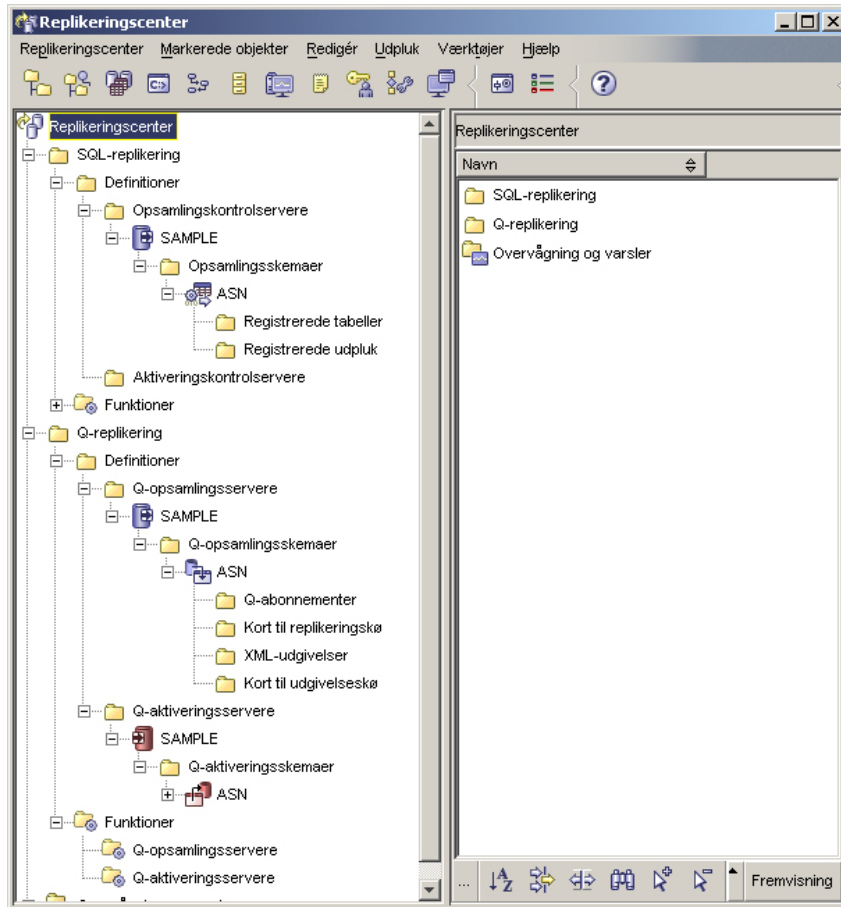 Replikeringscenter
Replikeringscenter Markerede objekter Redigér Udpluk Værktøjer Hjælp
Replikeringscenter
SQL-replikering
Definitioner
Opsamlingskontrolservere
SAMPLE
Opsamlingsskemaer
ASN
Registrerede tabeller
Registrerede udpluk
Aktiveringskontrolservere
Funktioner
Q-replikering
Definitioner
Q-opsamlingsservere
SAMPLE
Q-opsamlingsskemaer
ASN
Q-abonnementer
Kort til replikeringskø
XML-udgivelser
Kort til udgivelseskø
Q-aktiveringsservere
SAMPLE
Q-aktiveringsskemaer
ASN
Funktioner
Q-opsamlingsservere
Q-aktiveringsservere
Replikeringscenter
Navn
SQL-replikering
Q-replikering
Overvågning og varsler
... Fremvisning